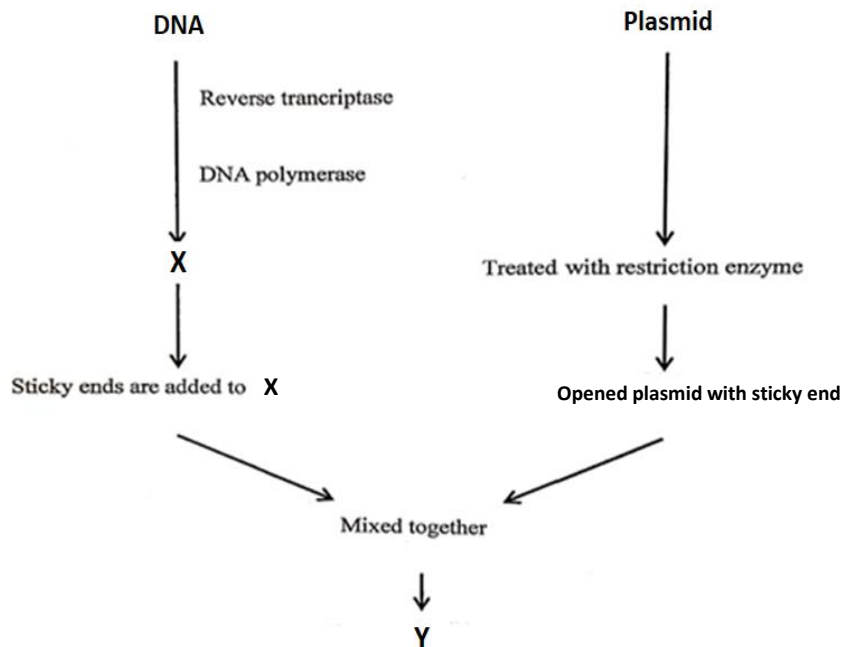 DNA
Plasmid
Reverse trancriptase
DNA polymerase
X
Treated with restriction enzyme
Sticky ends are added to X
Opened plasmid with sticky end
Mixed together
Y